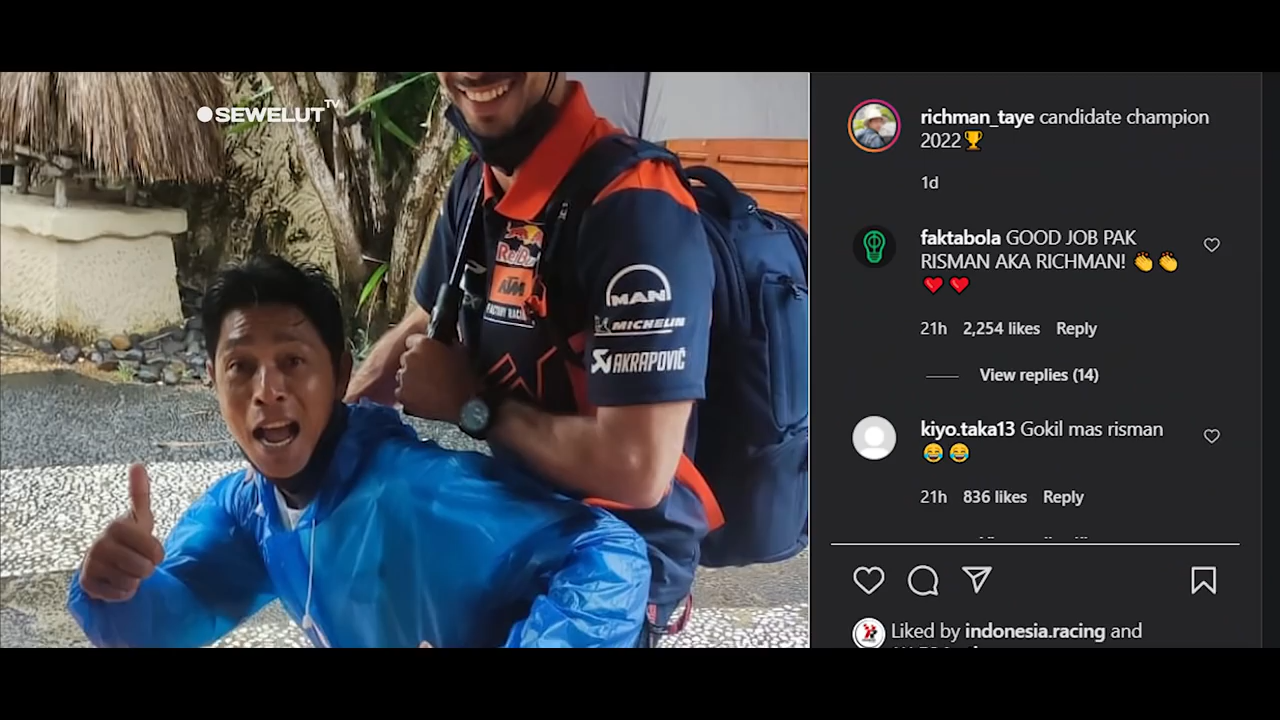 SEWELUT TV
Red Bull
KTM
FACTORY RACING
MAN
MICHELIN
AKRAPOVIČ
richman_taye candidate champion
2022🏆
1d
faktabola GOOD JOB PAK
RISMAN AKA RICHMAN! 👏👏
❤️❤️
21h 2,254 likes Reply
View replies (14)
kiyo.taka13 Gokil mas risman
😂😂
21h 836 likes Reply
Liked by indonesia.racing and